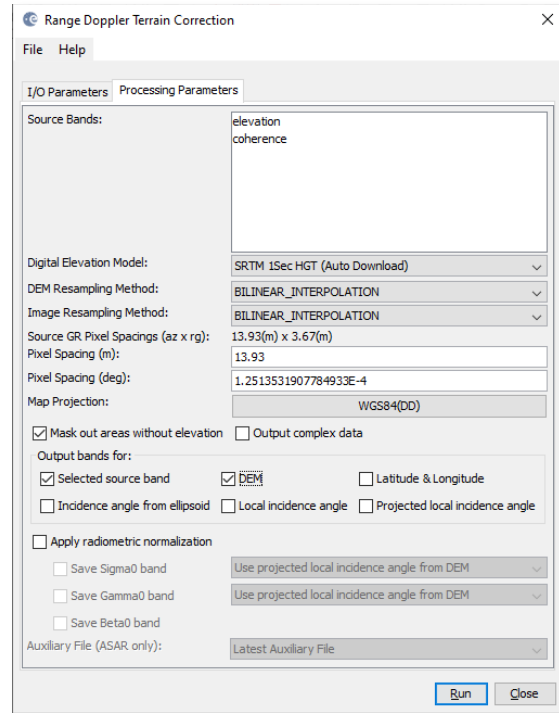 Range Doppler Terrain Correction
File Help
I/O Parameters Processing Parameters
Source Bands:
elevation
coherence
Digital Elevation Model: SRTM 1Sec HGT (Auto Download)
DEM Resampling Method: BILINEAR_INTERPOLATION
Image Resampling Method: BILINEAR_INTERPOLATION
Source GR Pixel Spacings (az x rg): 13.93(m) x 3.67(m)
Pixel Spacing (m): 13.93
Pixel Spacing (deg): 1.2513531907784933E-4
Map Projection: WGS84(DD)
Mask out areas without elevation Output complex data
Output bands for:
Selected source band DEM Latitude & Longitude
Incidence angle from ellipsoid Local incidence angle Projected local incidence angle
Apply radiometric normalization
Save Sigma0 band Use projected local incidence angle from DEM
Save Gamma0 band Use projected local incidence angle from DEM
Save Beta0 band
Auxiliary File (ASAR only): Latest Auxiliary File
Run Close